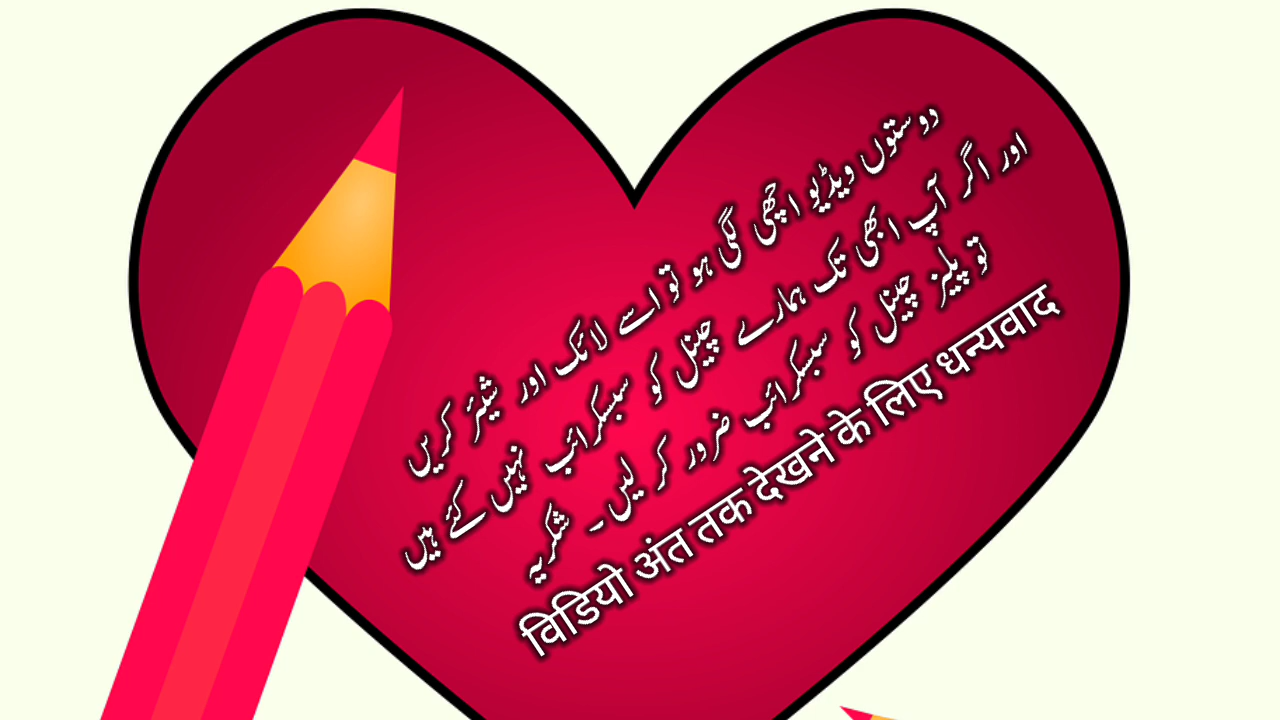 دوستوں ویڈیو اچھی لگی ہو تو اسے لائک اور شیئر کریں
اور اگر آپ ابھی تک ہمارے چینل کو سبسکرائب نہیں کئے ہیں
تو پلیز چینل کو سبسکرائب ضرور کر لیں۔ شکریہ
विडियो अंत तक देखने के लिए धन्यवाद